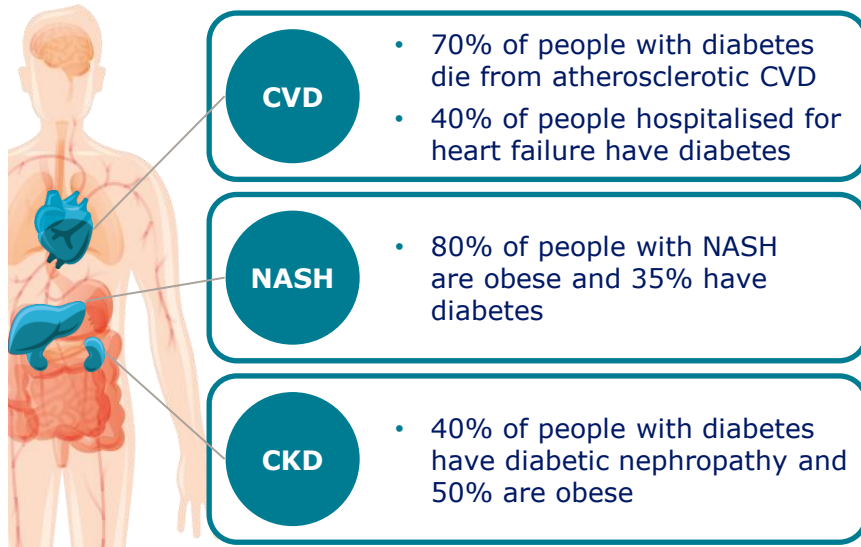 CVD
• 70% of people with diabetes
die from atherosclerotic CVD
• 40% of people hospitalised for
heart failure have diabetes
NASH
• 80% of people with NASH
are obese and 35% have
diabetes
CKD
• 40% of people with diabetes
have diabetic nephropathy and
50% are obese